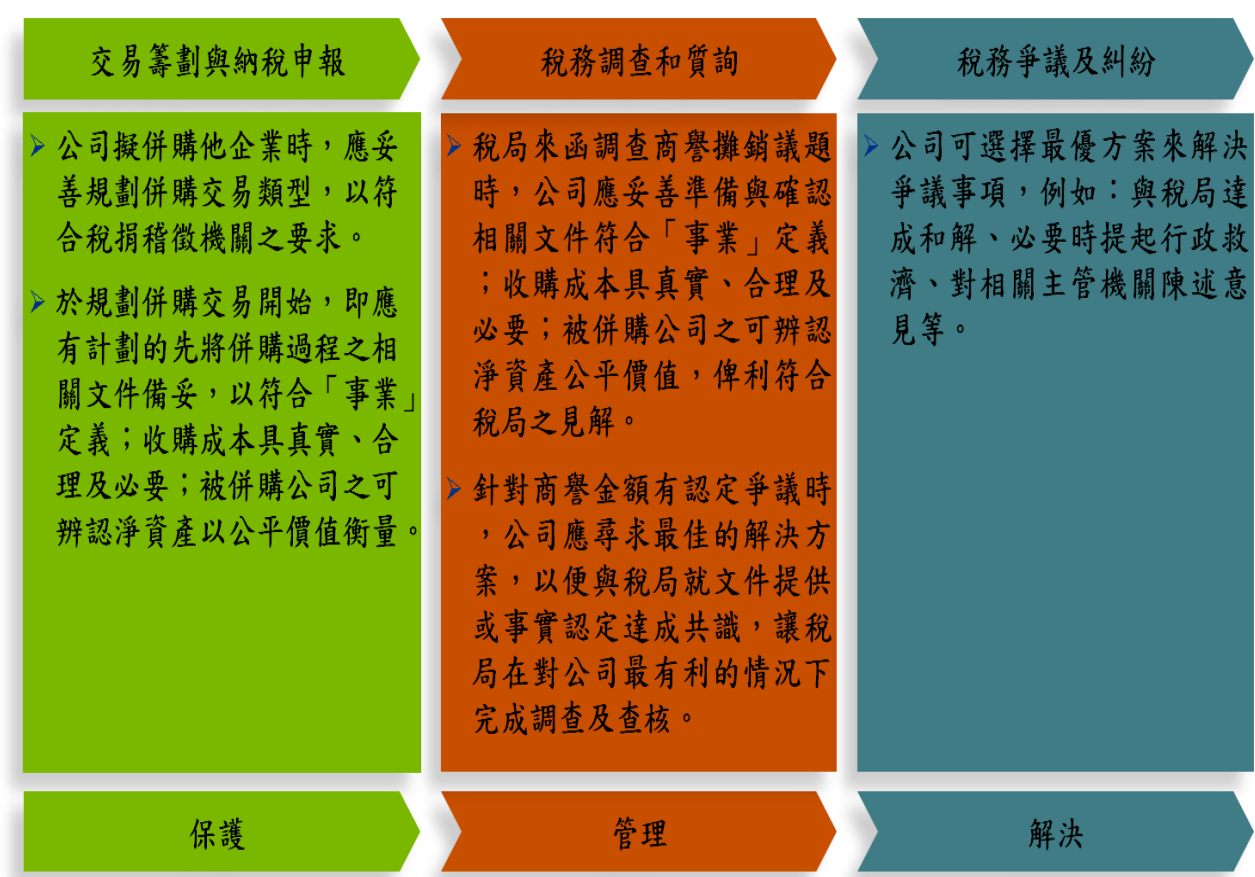 交易籌劃與納稅申報
稅務調查和質詢
稅務爭議及糾紛
公司擬併購他企業時，應妥
善規劃併購交易類型，以符
合稅捐稽徵機關之要求。
於規劃併購交易開始，即應
有計劃的先將併購過程之相
關文件備妥，以符合「事業」
定義；收購成本具真實、合
理及必要；被併購公司之可
辨認淨資產以公平價值衡量。
稅局來函調查商譽攤銷議題
時，公司應妥善準備與確認
相關文件符合「事業」定義
；收購成本具真實、合理及
必要；被併購公司之可辨認
淨資產公平價值，俾利符合
稅局之見解。
針對商譽金額有認定爭議時
，公司應尋求最佳的解決方
案，以便與稅局就文件提供
或事實認定達成共識，讓稅
局在對公司最有利的情況下
完成調查及查核。
公司可選擇最優方案來解決
爭議事項，例如：與稅局達
成和解、必要時提起行政救
濟、對相關主管機關陳述意
見等。
保護
管理
解決